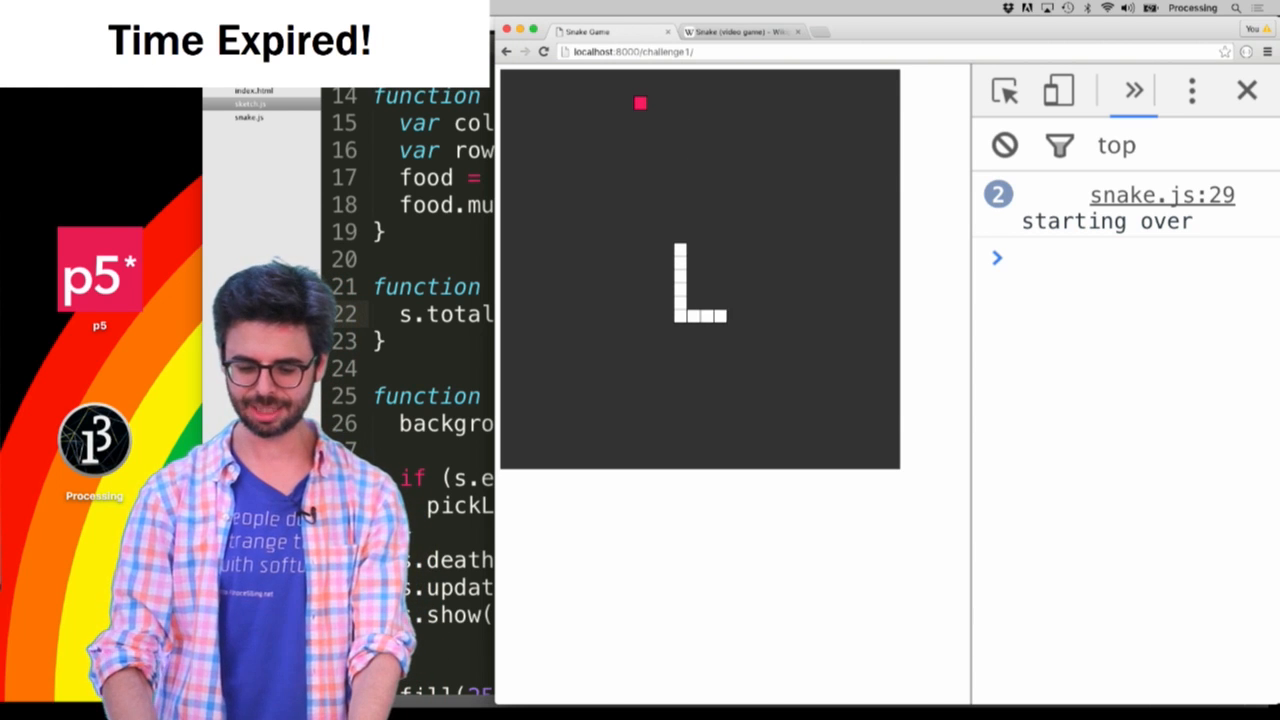 Time Expired!
Processing
Snake Game
Snake (video game) - Wiki
You
localhost:8000/challenge1/
index.html
sketch.js
snake.js
14 function
15 var col
16 var row
17 food =
18 food.mu
19 }
20
21 function
22 s.total
23 }
24
25 function
26 backgro
if (s.e
pickL
s.death
s.updat
s.show(
fill(25
p5*
p5
Processing
people do
strange t
with softw
top
2 snake.js:29
starting over